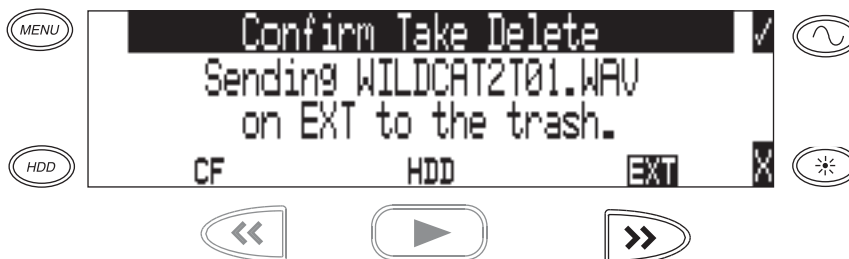 MENU
Confirm Take Delete
Sending WILDCAT2T01.WAV
on EXT to the trash.
HDD
CF HDD EXT X